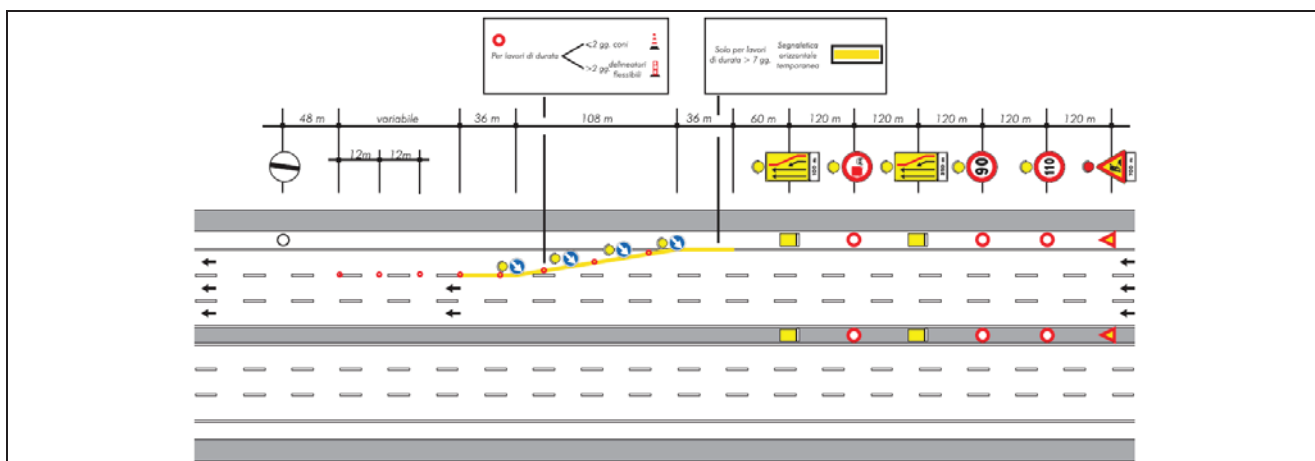 Per lavori di durata
<2 gg. coni
>2 gg. delineatori
flessibili
Solo per lavori
di durata > 7 gg.
Segnaletica
orizzontale
temporanea
48 m
variabile
36 m
108 m
36 m
60 m
120 m
120 m
120 m
120 m
120 m
12m
12m
90
110